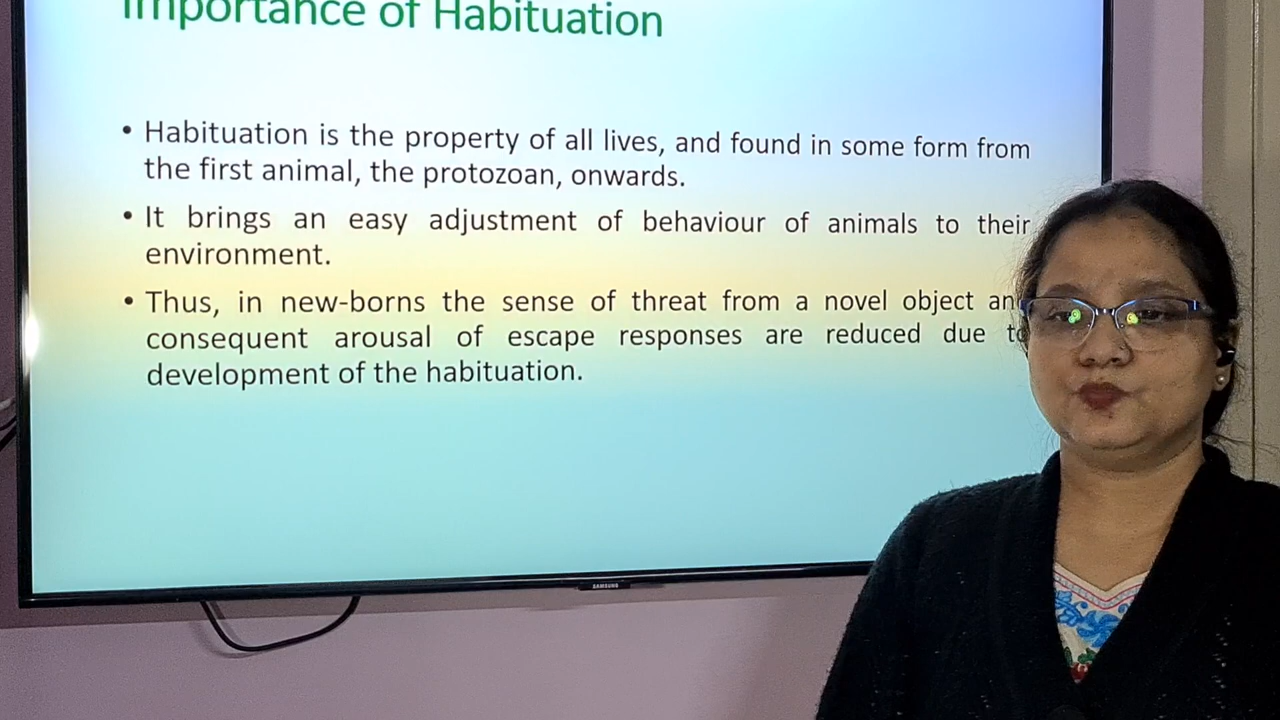 Importance of Habituation
• Habituation is the property of all lives, and found in some form from
the first animal, the protozoan, onwards.
• It brings an easy adjustment of behaviour of animals to their
environment.
• Thus, in new-borns the sense of threat from a novel object an
consequent arousal of escape responses are reduced due to
development of the habituation.
SAMSUNG